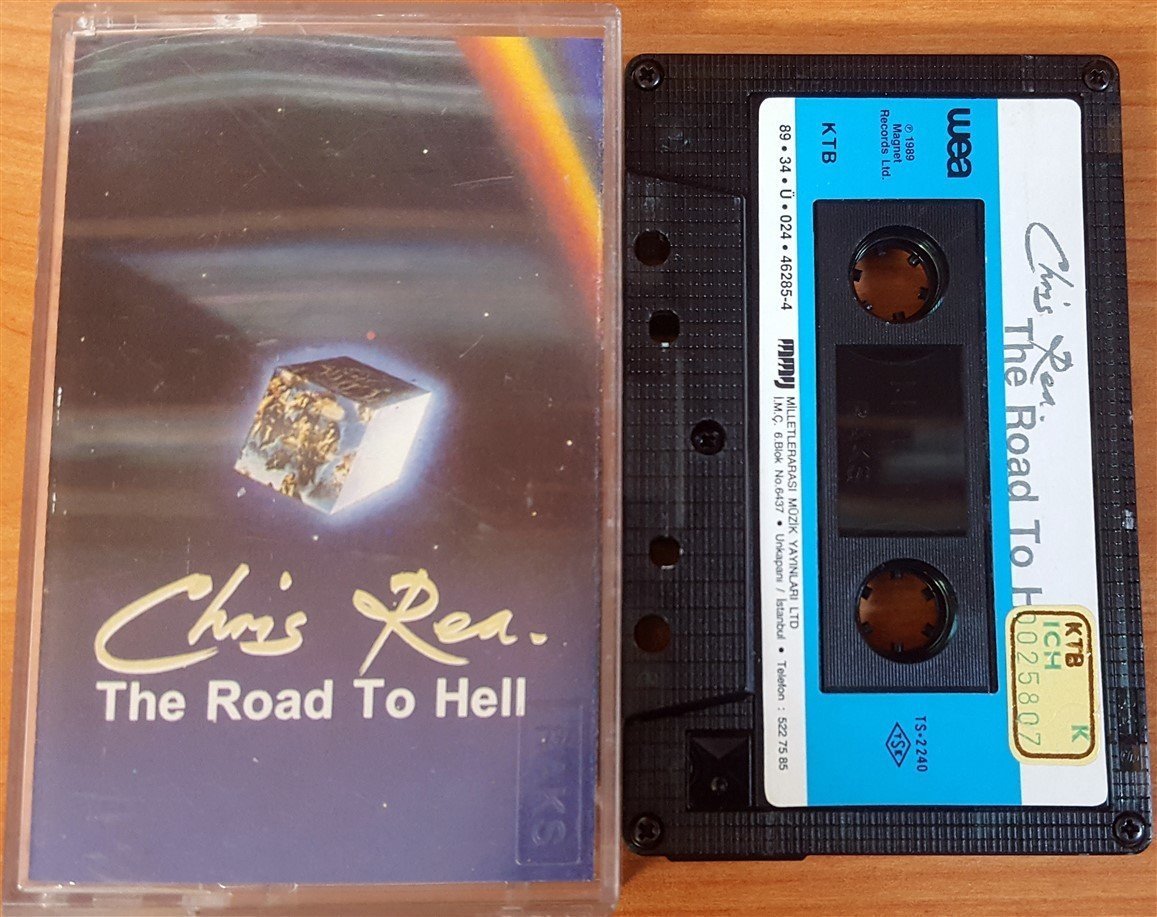 Chris Rea.
The Road To Hell
RKS
wea
℗ 1989
Magnet
Records Ltd.
KTB
89 • 34 • Ü • 024 • 46285-4
MİLLETLERARASI MÜZİK YAYINLARI LTD
İ.M.Ç. 6.Blok No.6437 • Unkapanı / İstanbul • Telefon : 522 75 85
Chris Rea.
The Road To H
TS•2240
TSE
KTB K
ICH
0025807